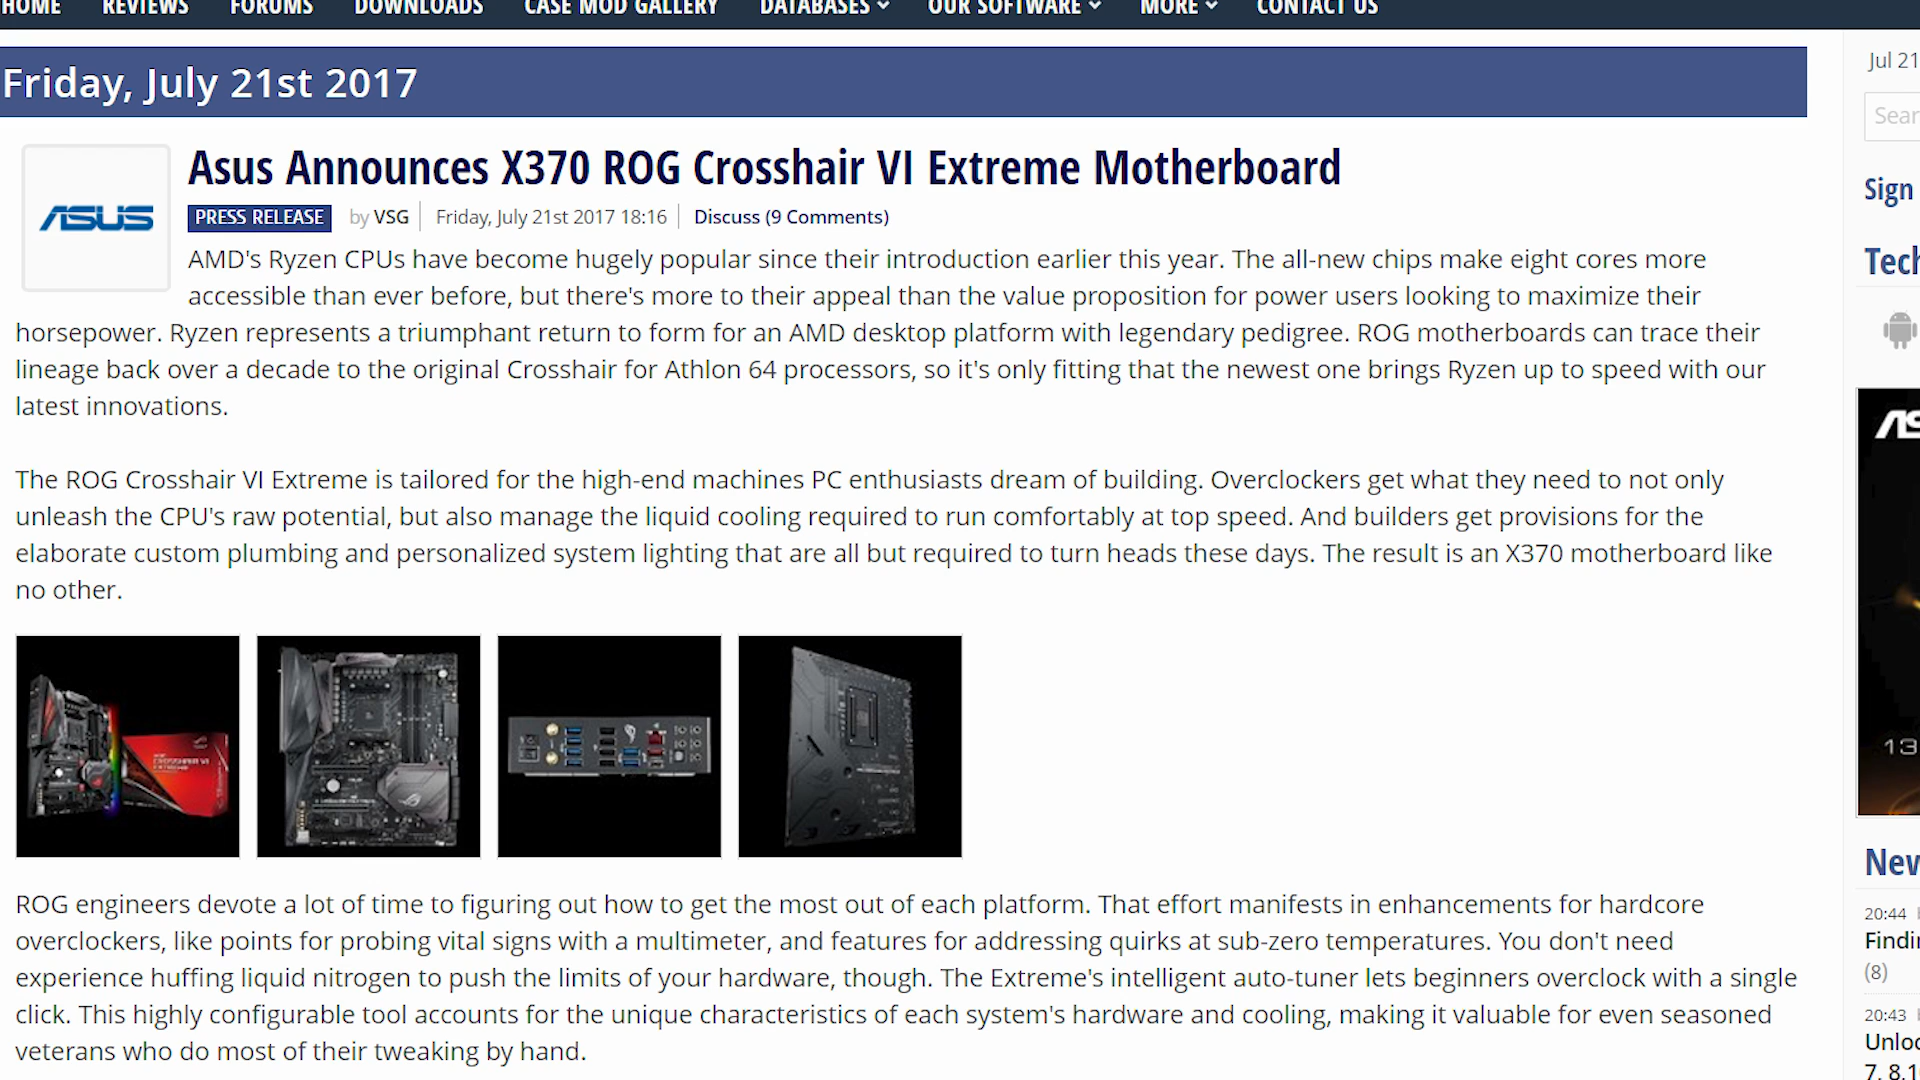 HOME REVIEWS FORUMS DOWNLOADS CASE MOD GALLERY DATABASES OUR SOFTWARE MORE CONTACT US
Friday, July 21st 2017
Jul 21
Sear
ASUS
Asus Announces X370 ROG Crosshair VI Extreme Motherboard
PRESS RELEASE by VSG Friday, July 21st 2017 18:16 Discuss (9 Comments)
Sign
AMD's Ryzen CPUs have become hugely popular since their introduction earlier this year. The all-new chips make eight cores more
accessible than ever before, but there's more to their appeal than the value proposition for power users looking to maximize their
horsepower. Ryzen represents a triumphant return to form for an AMD desktop platform with legendary pedigree. ROG motherboards can trace their
lineage back over a decade to the original Crosshair for Athlon 64 processors, so it's only fitting that the newest one brings Ryzen up to speed with our
latest innovations.
Tech
The ROG Crosshair VI Extreme is tailored for the high-end machines PC enthusiasts dream of building. Overclockers get what they need to not only
unleash the CPU's raw potential, but also manage the liquid cooling required to run comfortably at top speed. And builders get provisions for the
elaborate custom plumbing and personalized system lighting that are all but required to turn heads these days. The result is an X370 motherboard like
no other.
13
CROSSHAIR VI
ROG engineers devote a lot of time to figuring out how to get the most out of each platform. That effort manifests in enhancements for hardcore
overclockers, like points for probing vital signs with a multimeter, and features for addressing quirks at sub-zero temperatures. You don't need
experience huffing liquid nitrogen to push the limits of your hardware, though. The Extreme's intelligent auto-tuner lets beginners overclock with a single
click. This highly configurable tool accounts for the unique characteristics of each system's hardware and cooling, making it valuable for even seasoned
veterans who do most of their tweaking by hand.
20:44
Findi
(8)
20:43
Unloc
7, 8.1